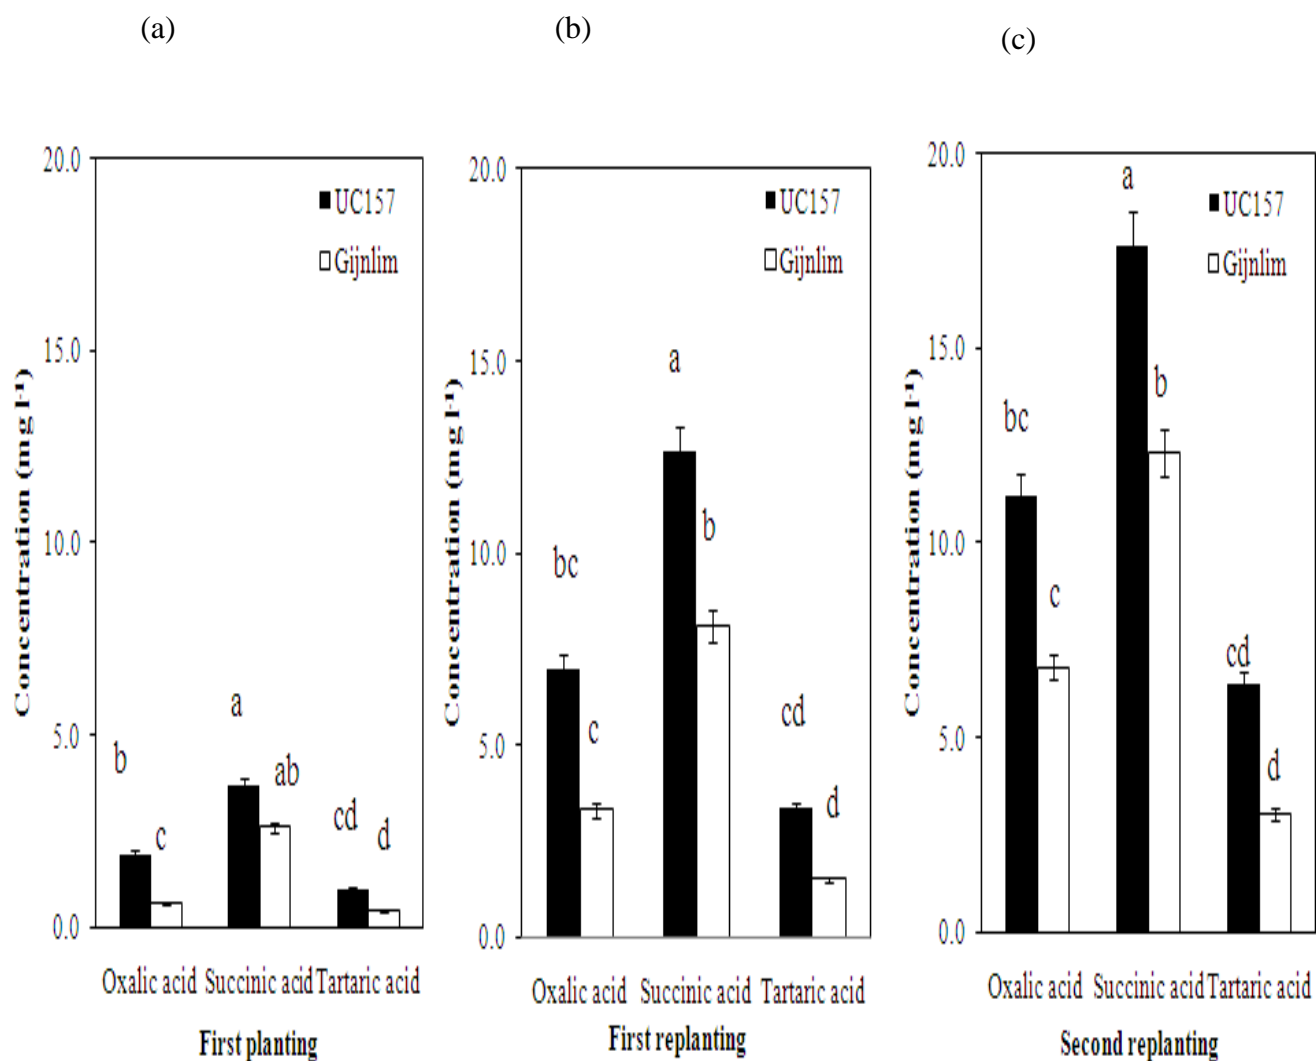 (a)
(b)
(c)
Concentration (mg l-¹)
20.0
15.0
10.0
5.0
0.0
UC157
Gijnlim
b
c
a
ab
cd
d
Oxalic acid Succinic acid Tartaric acid
First planting
Concentration (mg l-¹)
20.0
15.0
10.0
5.0
0.0
UC157
Gijnlim
bc
c
a
b
cd
d
Oxalic acid Succinic acid Tartaric acid
First replanting
Concentration (mg l-¹)
20.0
15.0
10.0
5.0
0.0
UC157
Gijnlim
bc
c
a
b
cd
d
Oxalic acid Succinic acid Tartaric acid
Second replanting